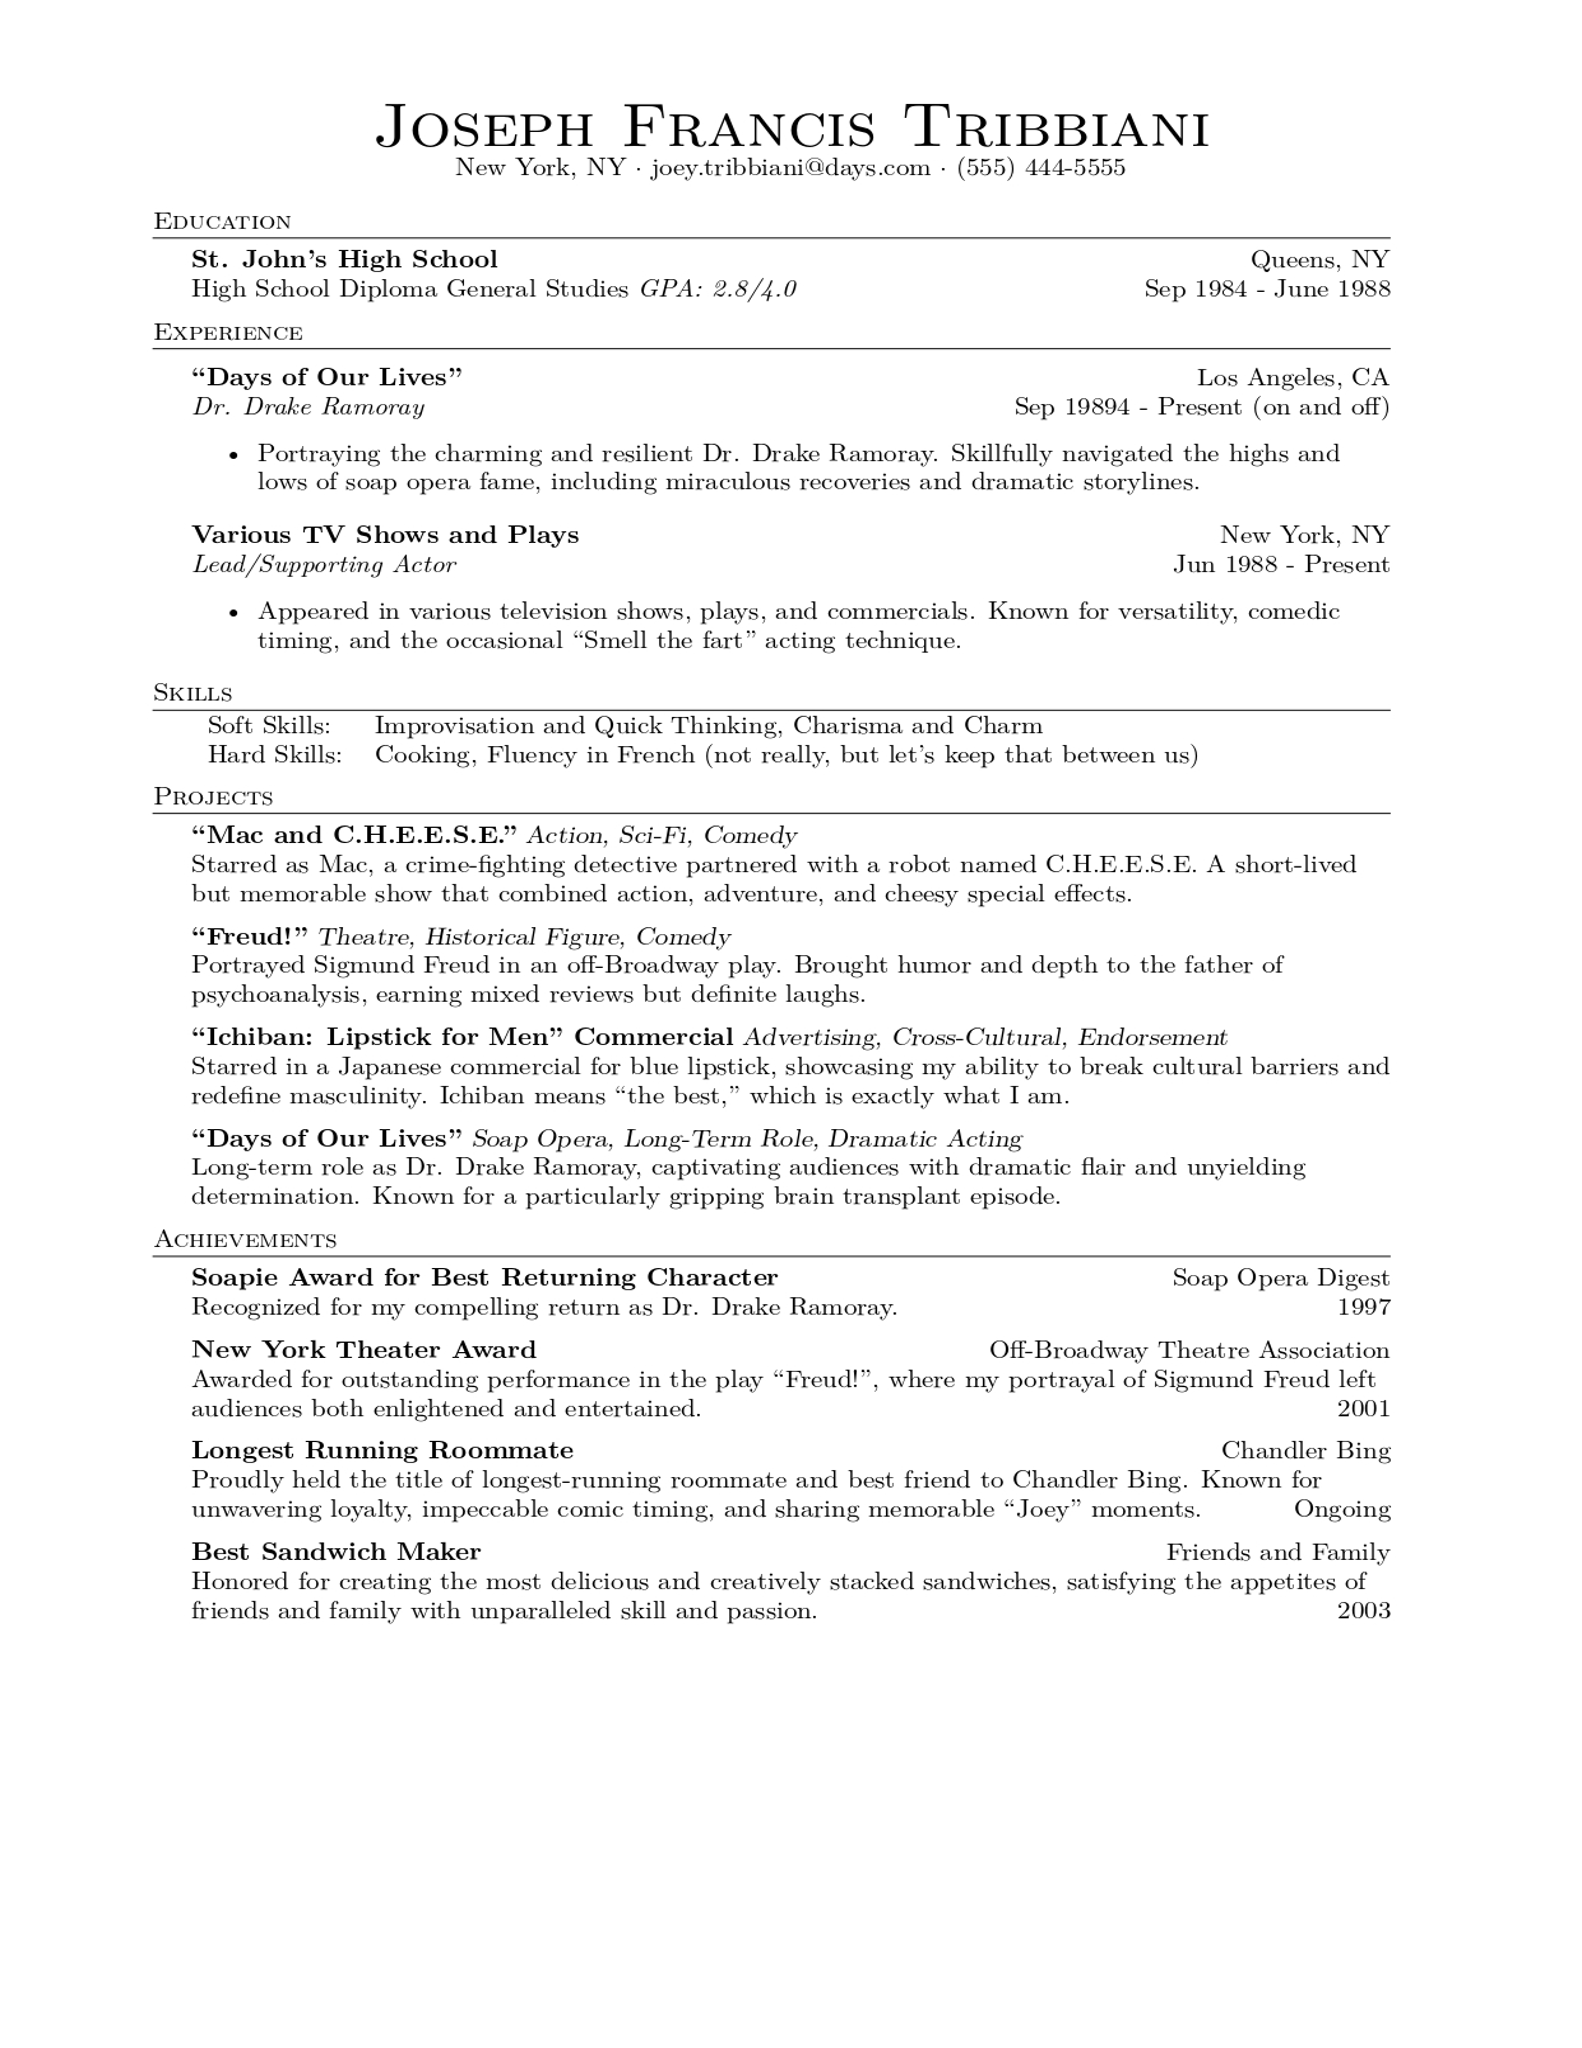 Joseph Francis Tribbiani
New York, NY · joey.tribbiani@days.com · (555) 444-5555
Education
St. John’s High School Queens, NY
High School Diploma General Studies GPA: 2.8/4.0 Sep 1984 - June 1988
Experience
“Days of Our Lives” Los Angeles, CA
Dr. Drake Ramoray Sep 19894 - Present (on and off)
• Portraying the charming and resilient Dr. Drake Ramoray. Skillfully navigated the highs and
lows of soap opera fame, including miraculous recoveries and dramatic storylines.
Various TV Shows and Plays New York, NY
Lead/Supporting Actor Jun 1988 - Present
• Appeared in various television shows, plays, and commercials. Known for versatility, comedic
timing, and the occasional “Smell the fart” acting technique.
Skills
Soft Skills: Improvisation and Quick Thinking, Charisma and Charm
Hard Skills: Cooking, Fluency in French (not really, but let’s keep that between us)
Projects
“Mac and C.H.E.E.S.E.” Action, Sci-Fi, Comedy
Starred as Mac, a crime-fighting detective partnered with a robot named C.H.E.E.S.E. A short-lived
but memorable show that combined action, adventure, and cheesy special effects.
“Freud!” Theatre, Historical Figure, Comedy
Portrayed Sigmund Freud in an off-Broadway play. Brought humor and depth to the father of
psychoanalysis, earning mixed reviews but definite laughs.
“Ichiban: Lipstick for Men” Commercial Advertising, Cross-Cultural, Endorsement
Starred in a Japanese commercial for blue lipstick, showcasing my ability to break cultural barriers and
redefine masculinity. Ichiban means “the best,” which is exactly what I am.
“Days of Our Lives” Soap Opera, Long-Term Role, Dramatic Acting
Long-term role as Dr. Drake Ramoray, captivating audiences with dramatic flair and unyielding
determination. Known for a particularly gripping brain transplant episode.
Achievements
Soapie Award for Best Returning Character Soap Opera Digest
Recognized for my compelling return as Dr. Drake Ramoray. 1997
New York Theater Award Off-Broadway Theatre Association
Awarded for outstanding performance in the play “Freud!”, where my portrayal of Sigmund Freud left
audiences both enlightened and entertained. 2001
Longest Running Roommate Chandler Bing
Proudly held the title of longest-running roommate and best friend to Chandler Bing. Known for
unwavering loyalty, impeccable comic timing, and sharing memorable “Joey” moments. Ongoing
Best Sandwich Maker Friends and Family
Honored for creating the most delicious and creatively stacked sandwiches, satisfying the appetites of
friends and family with unparalleled skill and passion. 2003